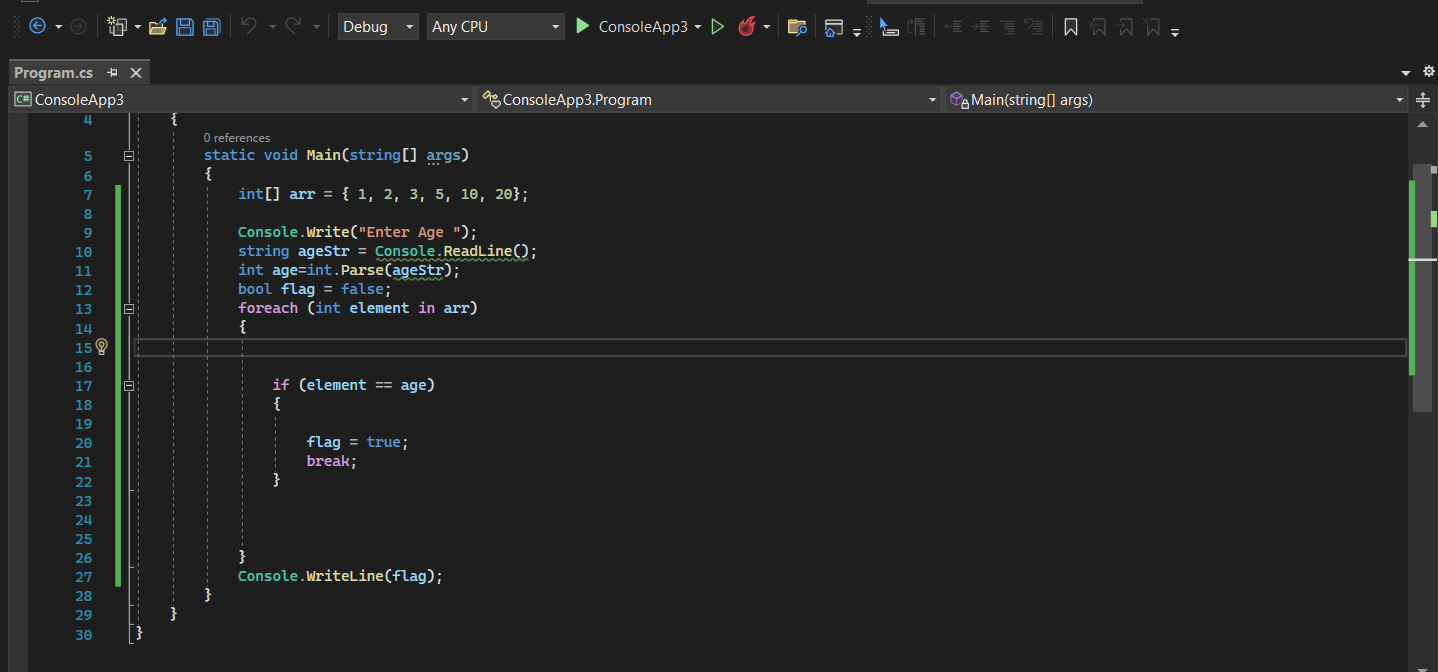 Debug Any CPU ConsoleApp3
Program.cs
C# ConsoleApp3 ConsoleApp3.Program Main(string[] args)
4 {
0 references
5 static void Main(string[] args)
6 {
7 int[] arr = { 1, 2, 3, 5, 10, 20};
8
9 Console.Write("Enter Age ");
10 string ageStr = Console.ReadLine();
11 int age=int.Parse(ageStr);
12 bool flag = false;
13 foreach (int element in arr)
14 {
15
16
17 if (element == age)
18 {
19
20 flag = true;
21 break;
22 }
23
24
25
26 }
27 Console.WriteLine(flag);
28 }
29 }
30 }